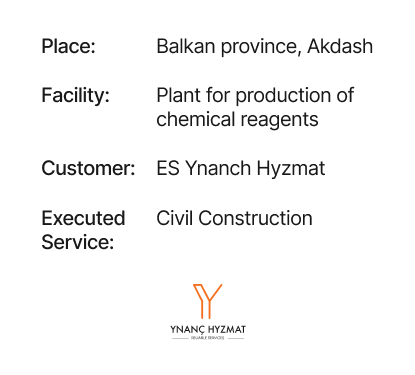 Place: Balkan province, Akdash
Facility: Plant for production of
chemical reagents
Customer: ES Ynanch Hyzmat
Executed Civil Construction
Service:
YNANÇ HYZMAT
RELIABLE SERVICES